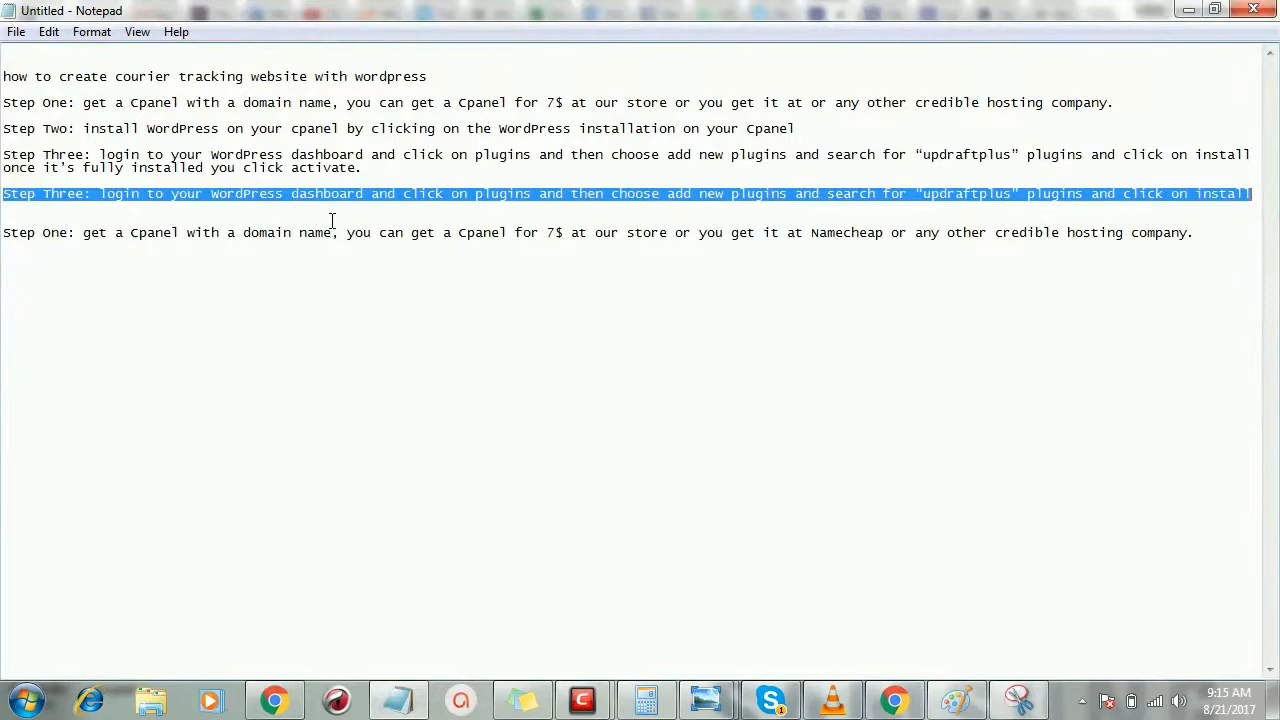 Untitled - Notepad
File Edit Format View Help
how to create courier tracking website with wordpress
Step One: get a Cpanel with a domain name, you can get a Cpanel for 7$ at our store or you get it at or any other credible hosting company.
Step Two: install WordPress on your cpanel by clicking on the WordPress installation on your Cpanel
Step Three: login to your WordPress dashboard and click on plugins and then choose add new plugins and search for “updraftplus” plugins and click on install
once it’s fully installed you click activate.
Step Three: login to your WordPress dashboard and click on plugins and then choose add new plugins and search for “updraftplus” plugins and click on install
Step One: get a Cpanel with a domain name, you can get a Cpanel for 7$ at our store or you get it at Namecheap or any other credible hosting company.
9:15 AM
8/21/2017